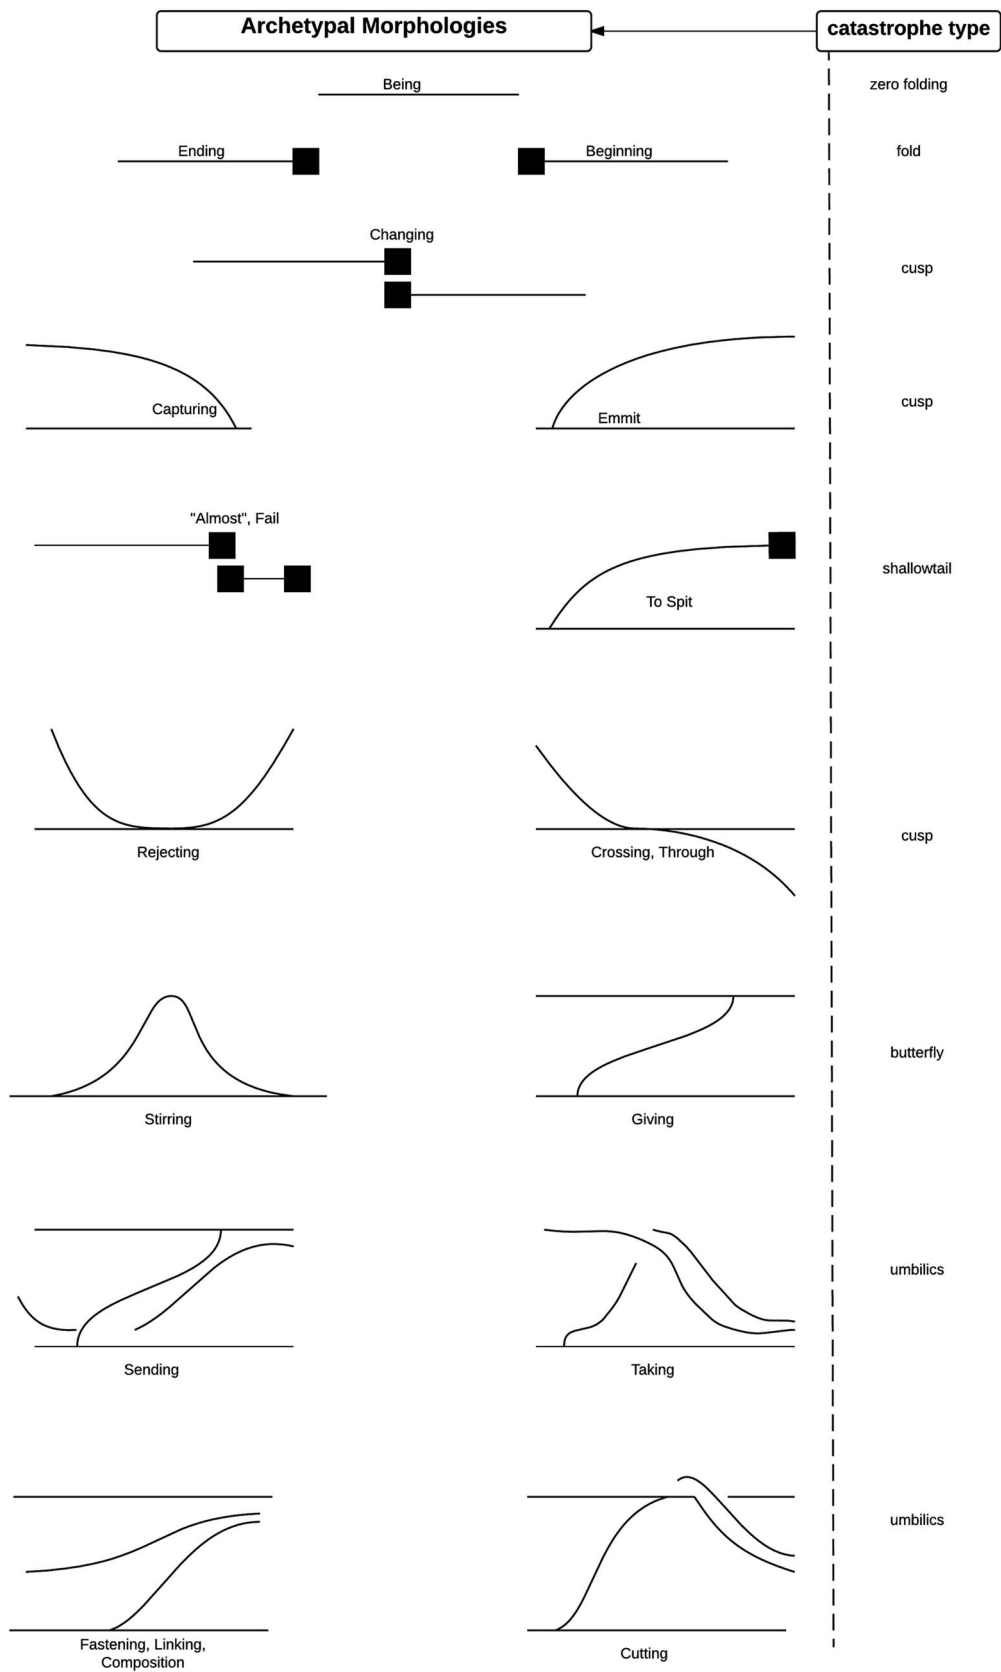 Archetypal Morphologies
catastrophe type
Being
zero folding
Ending
Beginning
fold
Changing
cusp
Capturing
Emmit
cusp
"Almost", Fail
To Spit
shallowtail
Rejecting
Crossing, Through
cusp
Stirring
Giving
butterfly
Sending
Taking
umbilics
Fastening, Linking,
Composition
Cutting
umbilics